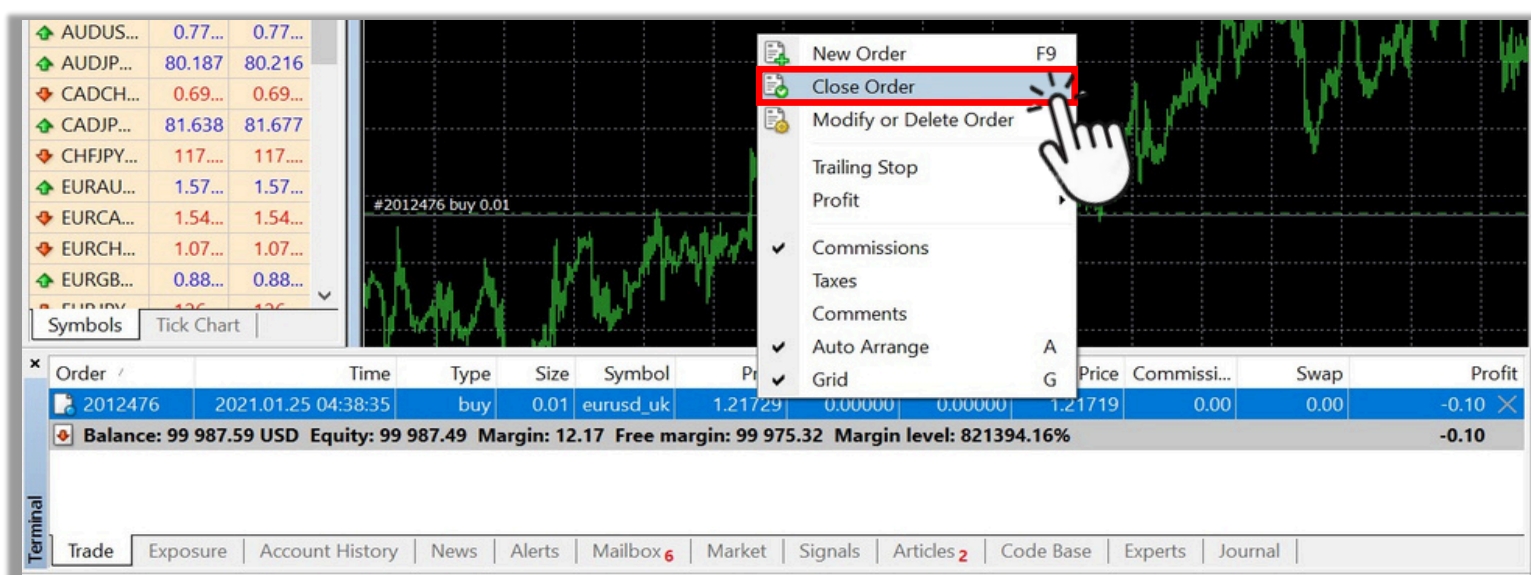 AUDUS... 0.77... 0.77...
AUDJP... 80.187 80.216
CADCH... 0.69... 0.69...
CADJP... 81.638 81.677
CHFJPY... 117.... 117....
EURAU... 1.57... 1.57...
EURCA... 1.54... 1.54...
EURCH... 1.07... 1.07...
EURGB... 0.88... 0.88...
Symbols Tick Chart
#2012476 buy 0.01
New Order F9
Close Order
Modify or Delete Order
Trailing Stop
Profit
Commissions
Taxes
Comments
Auto Arrange A
Grid G
Order Time Type Size Symbol Price Commissi... Swap Profit
2012476 2021.01.25 04:38:35 buy 0.01 eurusd_uk 1.21729 0.00000 0.00000 1.21719 0.00 0.00 -0.10
Balance: 99 987.59 USD Equity: 99 987.49 Margin: 12.17 Free margin: 99 975.32 Margin level: 821394.16% -0.10
Terminal
Trade Exposure Account History News Alerts Mailbox 6 Market Signals Articles 2 Code Base Experts Journal